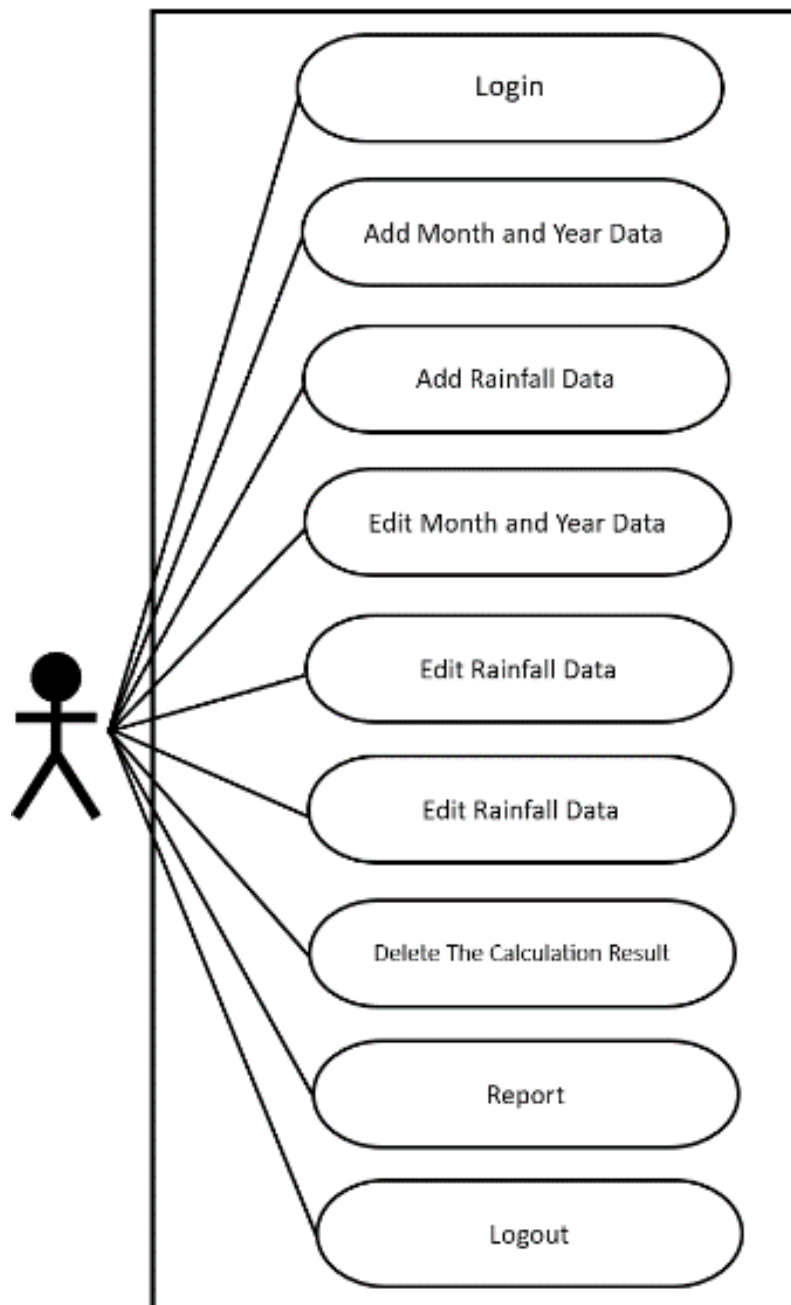 Login
Add Month and Year Data
Add Rainfall Data
Edit Month and Year Data
Edit Rainfall Data
Edit Rainfall Data
Delete The Calculation Result
Report
Logout